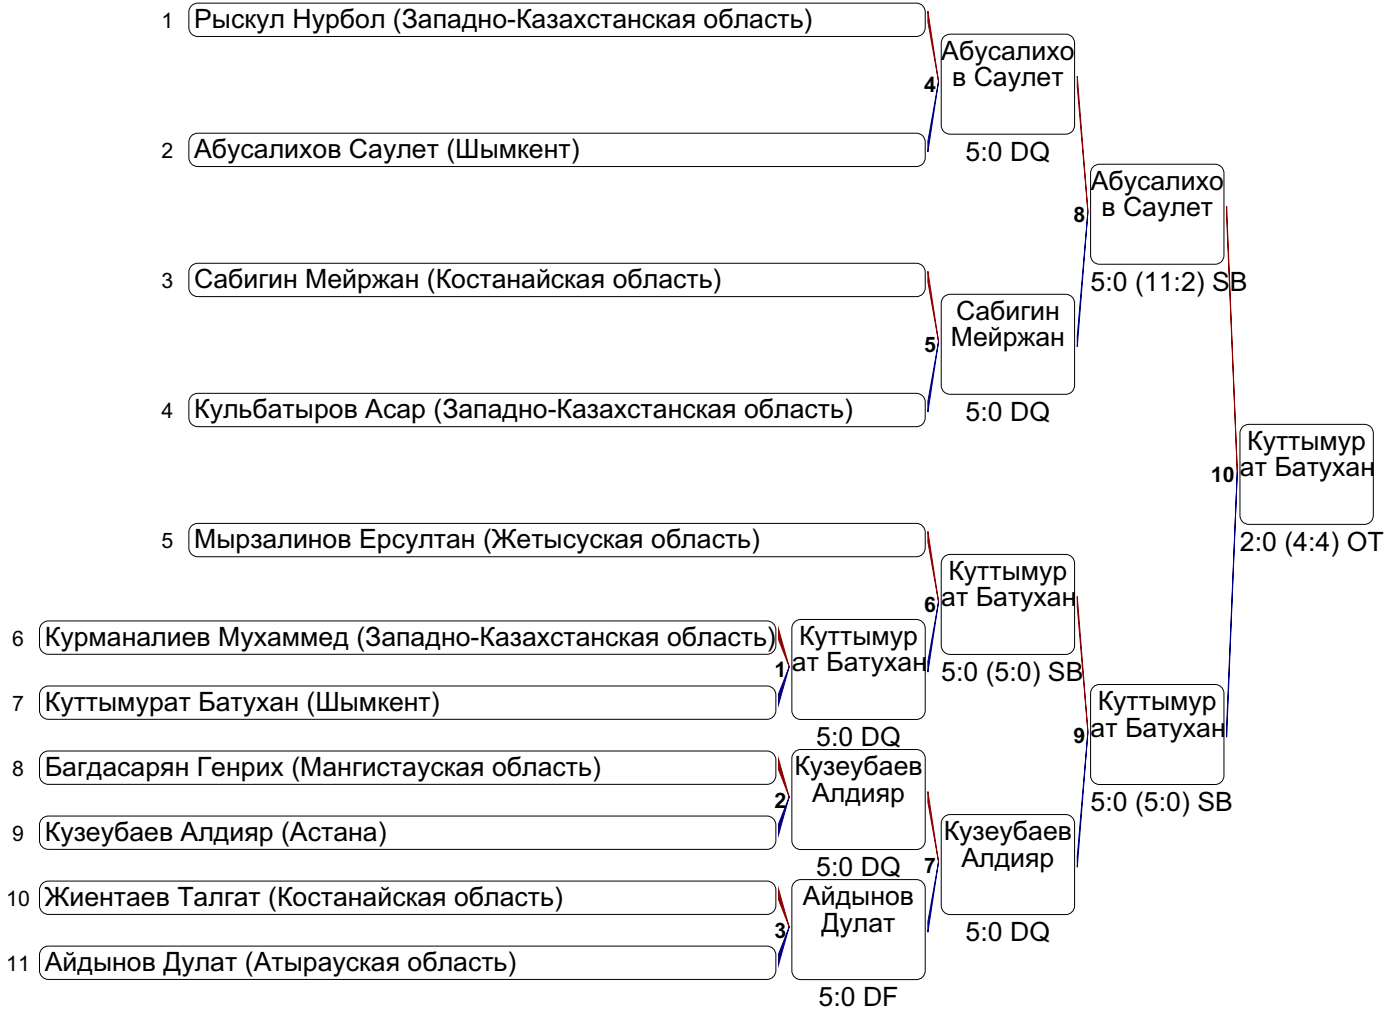 1 Рыскул Нурбол (Западно-Казахстанская область)
Абусалихо
в Саулет
4
2 Абусалихов Саулет (Шымкент)
5:0 DQ
Абусалихо
в Саулет
8
3 Сабигин Мейржан (Костанайская область)
5:0 (11:2) SB
Сабигин
Мейржан
5
4 Кульбатыров Асар (Западно-Казахстанская область)
5:0 DQ
Куттымур
ат Батухан
10
5 Мырзалинов Ерсултан (Жетысуская область)
2:0 (4:4) OT
Куттымур
ат Батухан
6
6 Курманалиев Мухаммед (Западно-Казахстанская область)
Куттымур
ат Батухан
1
5:0 (5:0) SB
7 Куттымурат Батухан (Шымкент)
5:0 DQ
Куттымур
ат Батухан
9
8 Багдасарян Генрих (Мангистауская область)
Кузеубаев
Алдияр
2
5:0 (5:0) SB
9 Кузеубаев Алдияр (Астана)
5:0 DQ
Кузеубаев
Алдияр
7
10 Жиентаев Талгат (Костанайская область)
Айдынов
Дулат
3
5:0 DQ
11 Айдынов Дулат (Атырауская область)
5:0 DF